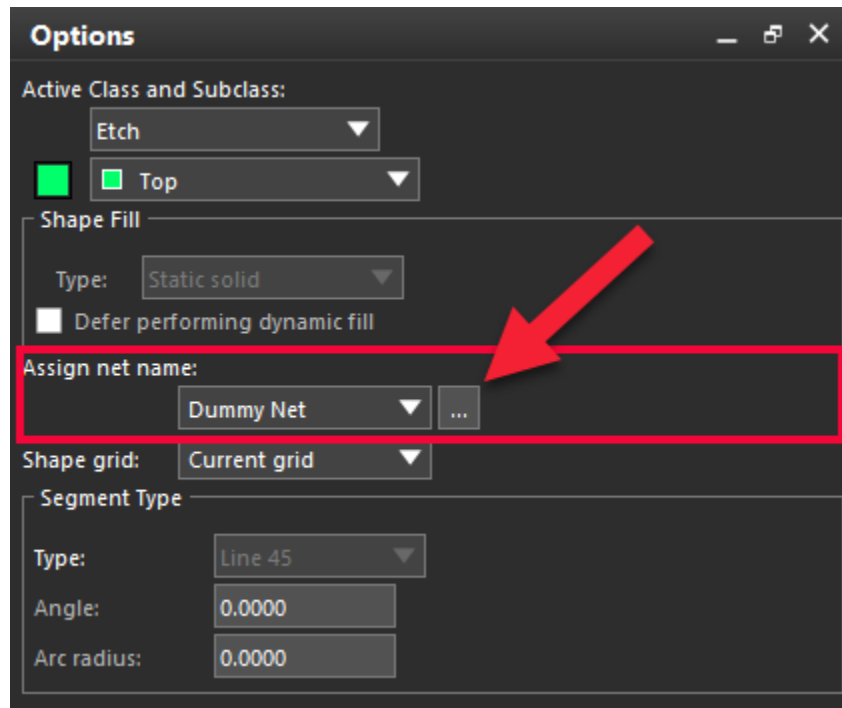 Options
Active Class and Subclass:
Etch
Top
Shape Fill
Type: Static solid
Defer performing dynamic fill
Assign net name:
Dummy Net ...
Shape grid: Current grid
Segment Type
Type: Line 45
Angle: 0.0000
Arc radius: 0.0000